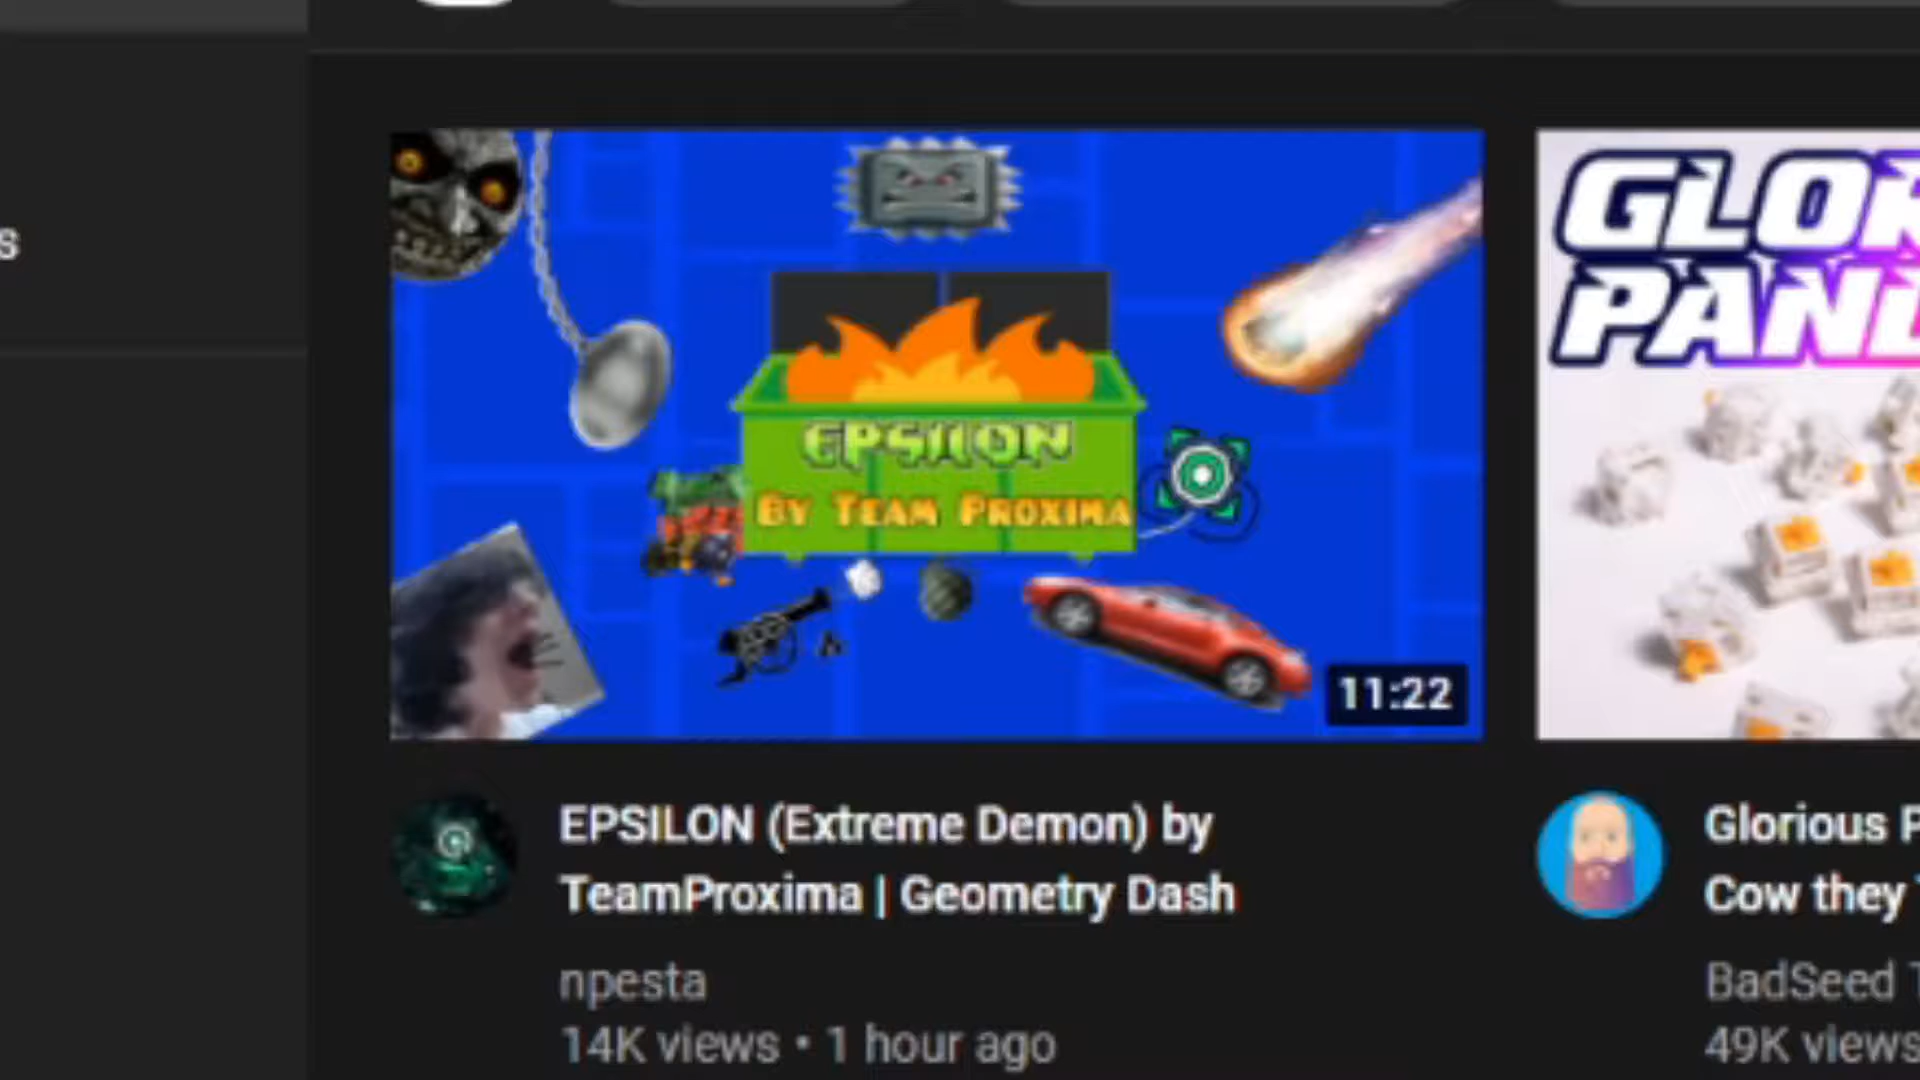 s
GLOR
PAN
EPSILON
BY TEAM PROXIMA
11:22
EPSILON (Extreme Demon) by
TeamProxima | Geometry Dash
npesta
14K views • 1 hour ago
Glorious P
Cow they
BadSeed T
49K views